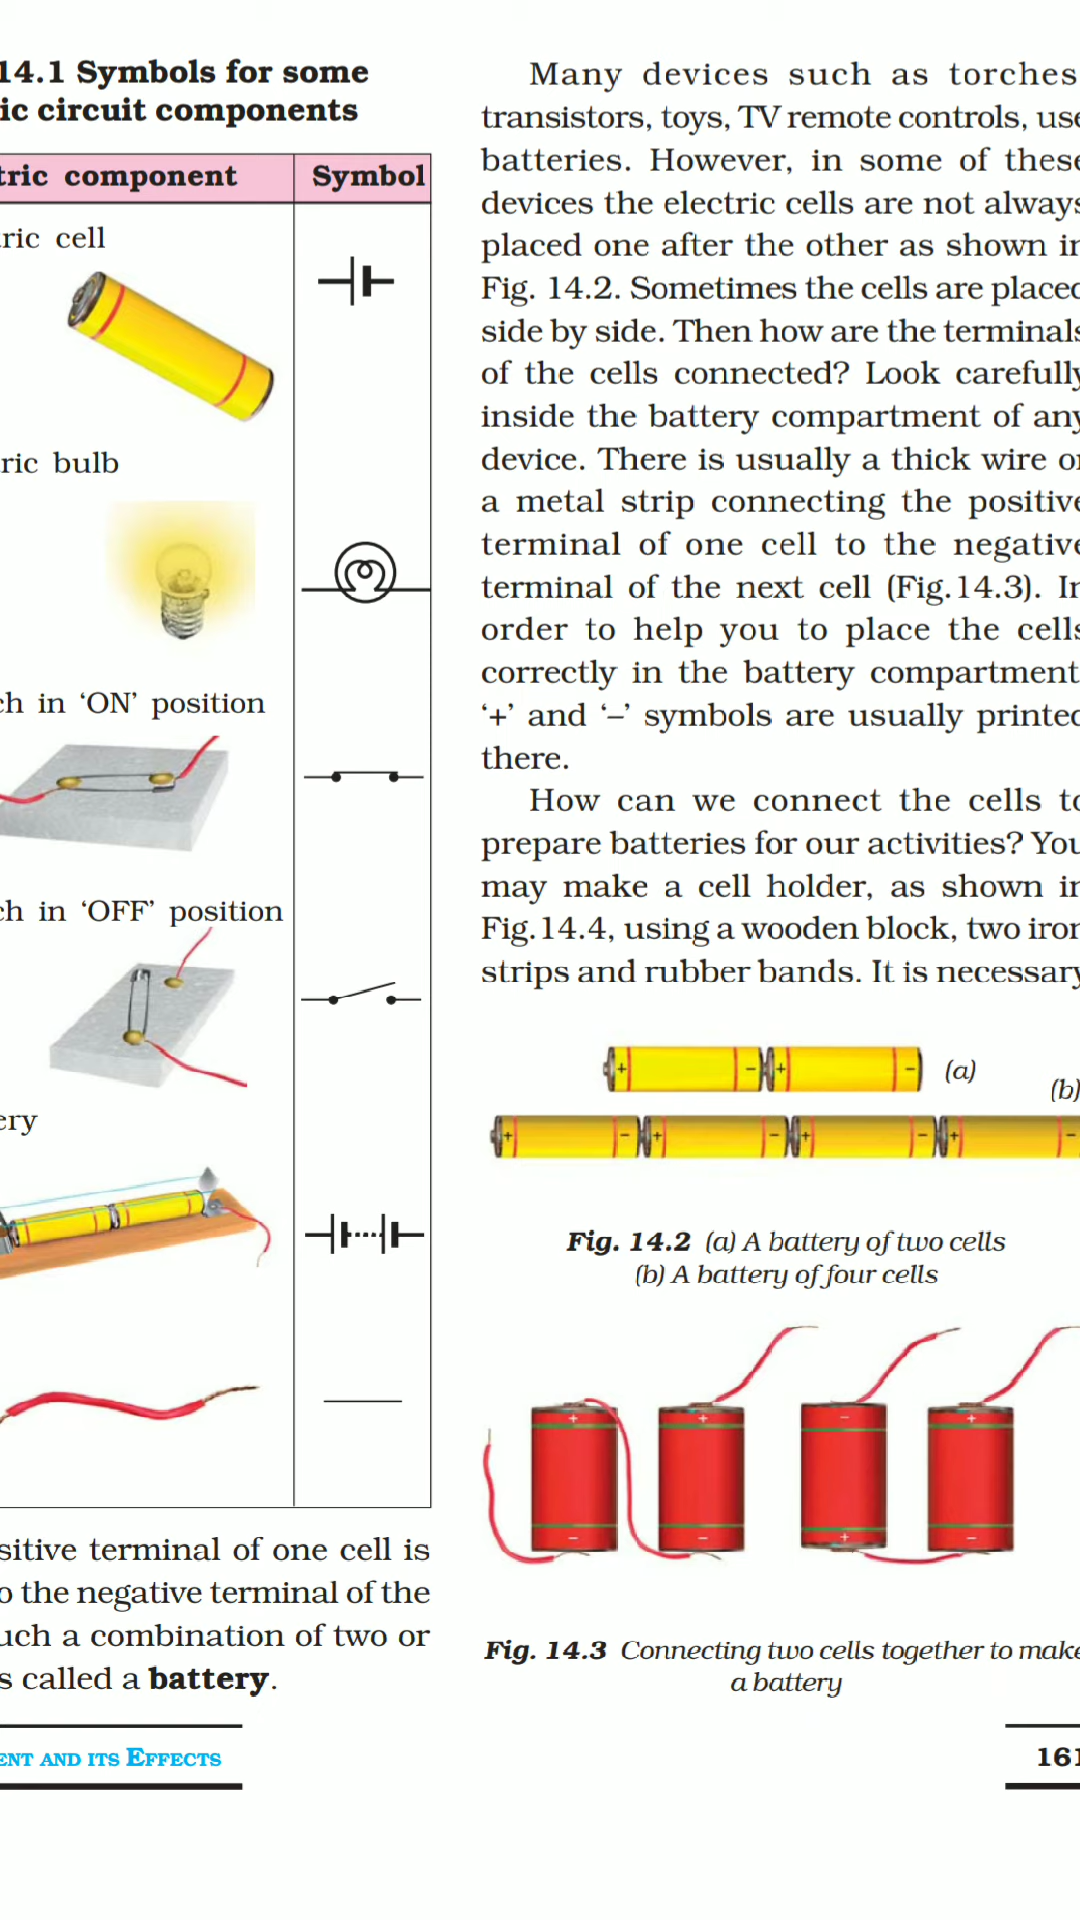 14.1 Symbols for some
ic circuit components
tric component Symbol
ric cell
ric bulb
ch in ‘ON’ position
ch in ‘OFF’ position
ery
sitive terminal of one cell is
o the negative terminal of the
uch a combination of two or
s called a battery.
ENT AND ITS EFFECTS
Many devices such as torches
transistors, toys, TV remote controls, use
batteries. However, in some of these
devices the electric cells are not always
placed one after the other as shown in
Fig. 14.2. Sometimes the cells are placed
side by side. Then how are the terminals
of the cells connected? Look carefully
inside the battery compartment of any
device. There is usually a thick wire or
a metal strip connecting the positive
terminal of one cell to the negative
terminal of the next cell (Fig.14.3). In
order to help you to place the cells
correctly in the battery compartment
‘+’ and ‘–’ symbols are usually printed
there.
How can we connect the cells to
prepare batteries for our activities? You
may make a cell holder, as shown in
Fig.14.4, using a wooden block, two iron
strips and rubber bands. It is necessary
+ – + – (a)
(b)
+ – + – + – + –
Fig. 14.2 (a) A battery of two cells
(b) A battery of four cells
+ + – +
– – + –
Fig. 14.3 Connecting two cells together to make
a battery
161